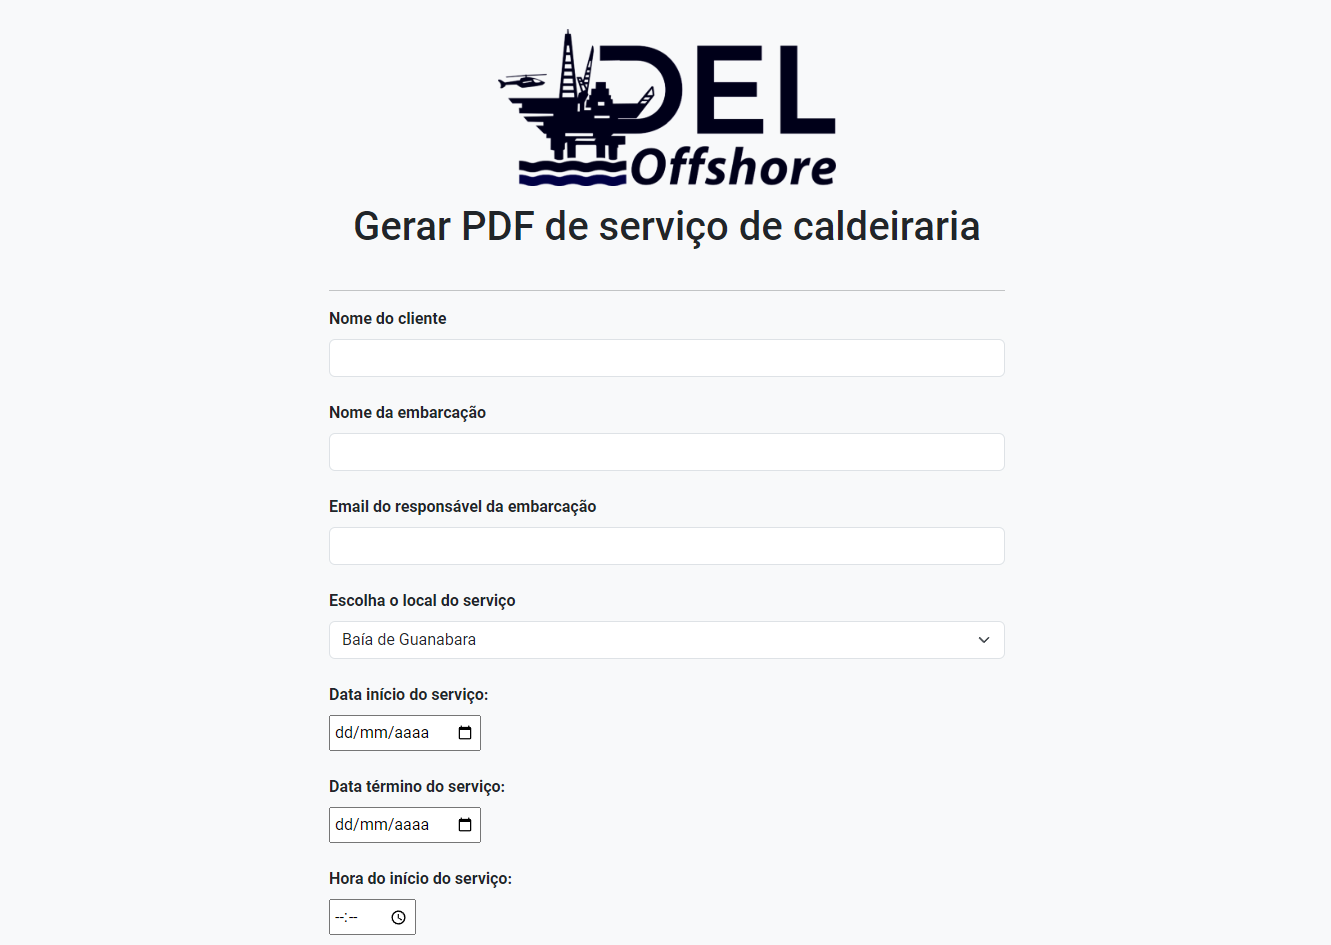 DEL
Offshore
Gerar PDF de serviço de caldeiraria
Nome do cliente
Nome da embarcação
Email do responsável da embarcação
Escolha o local do serviço
Baía de Guanabara
Data início do serviço:
dd/mm/aaaa
Data término do serviço:
dd/mm/aaaa
Hora do início do serviço:
--:--